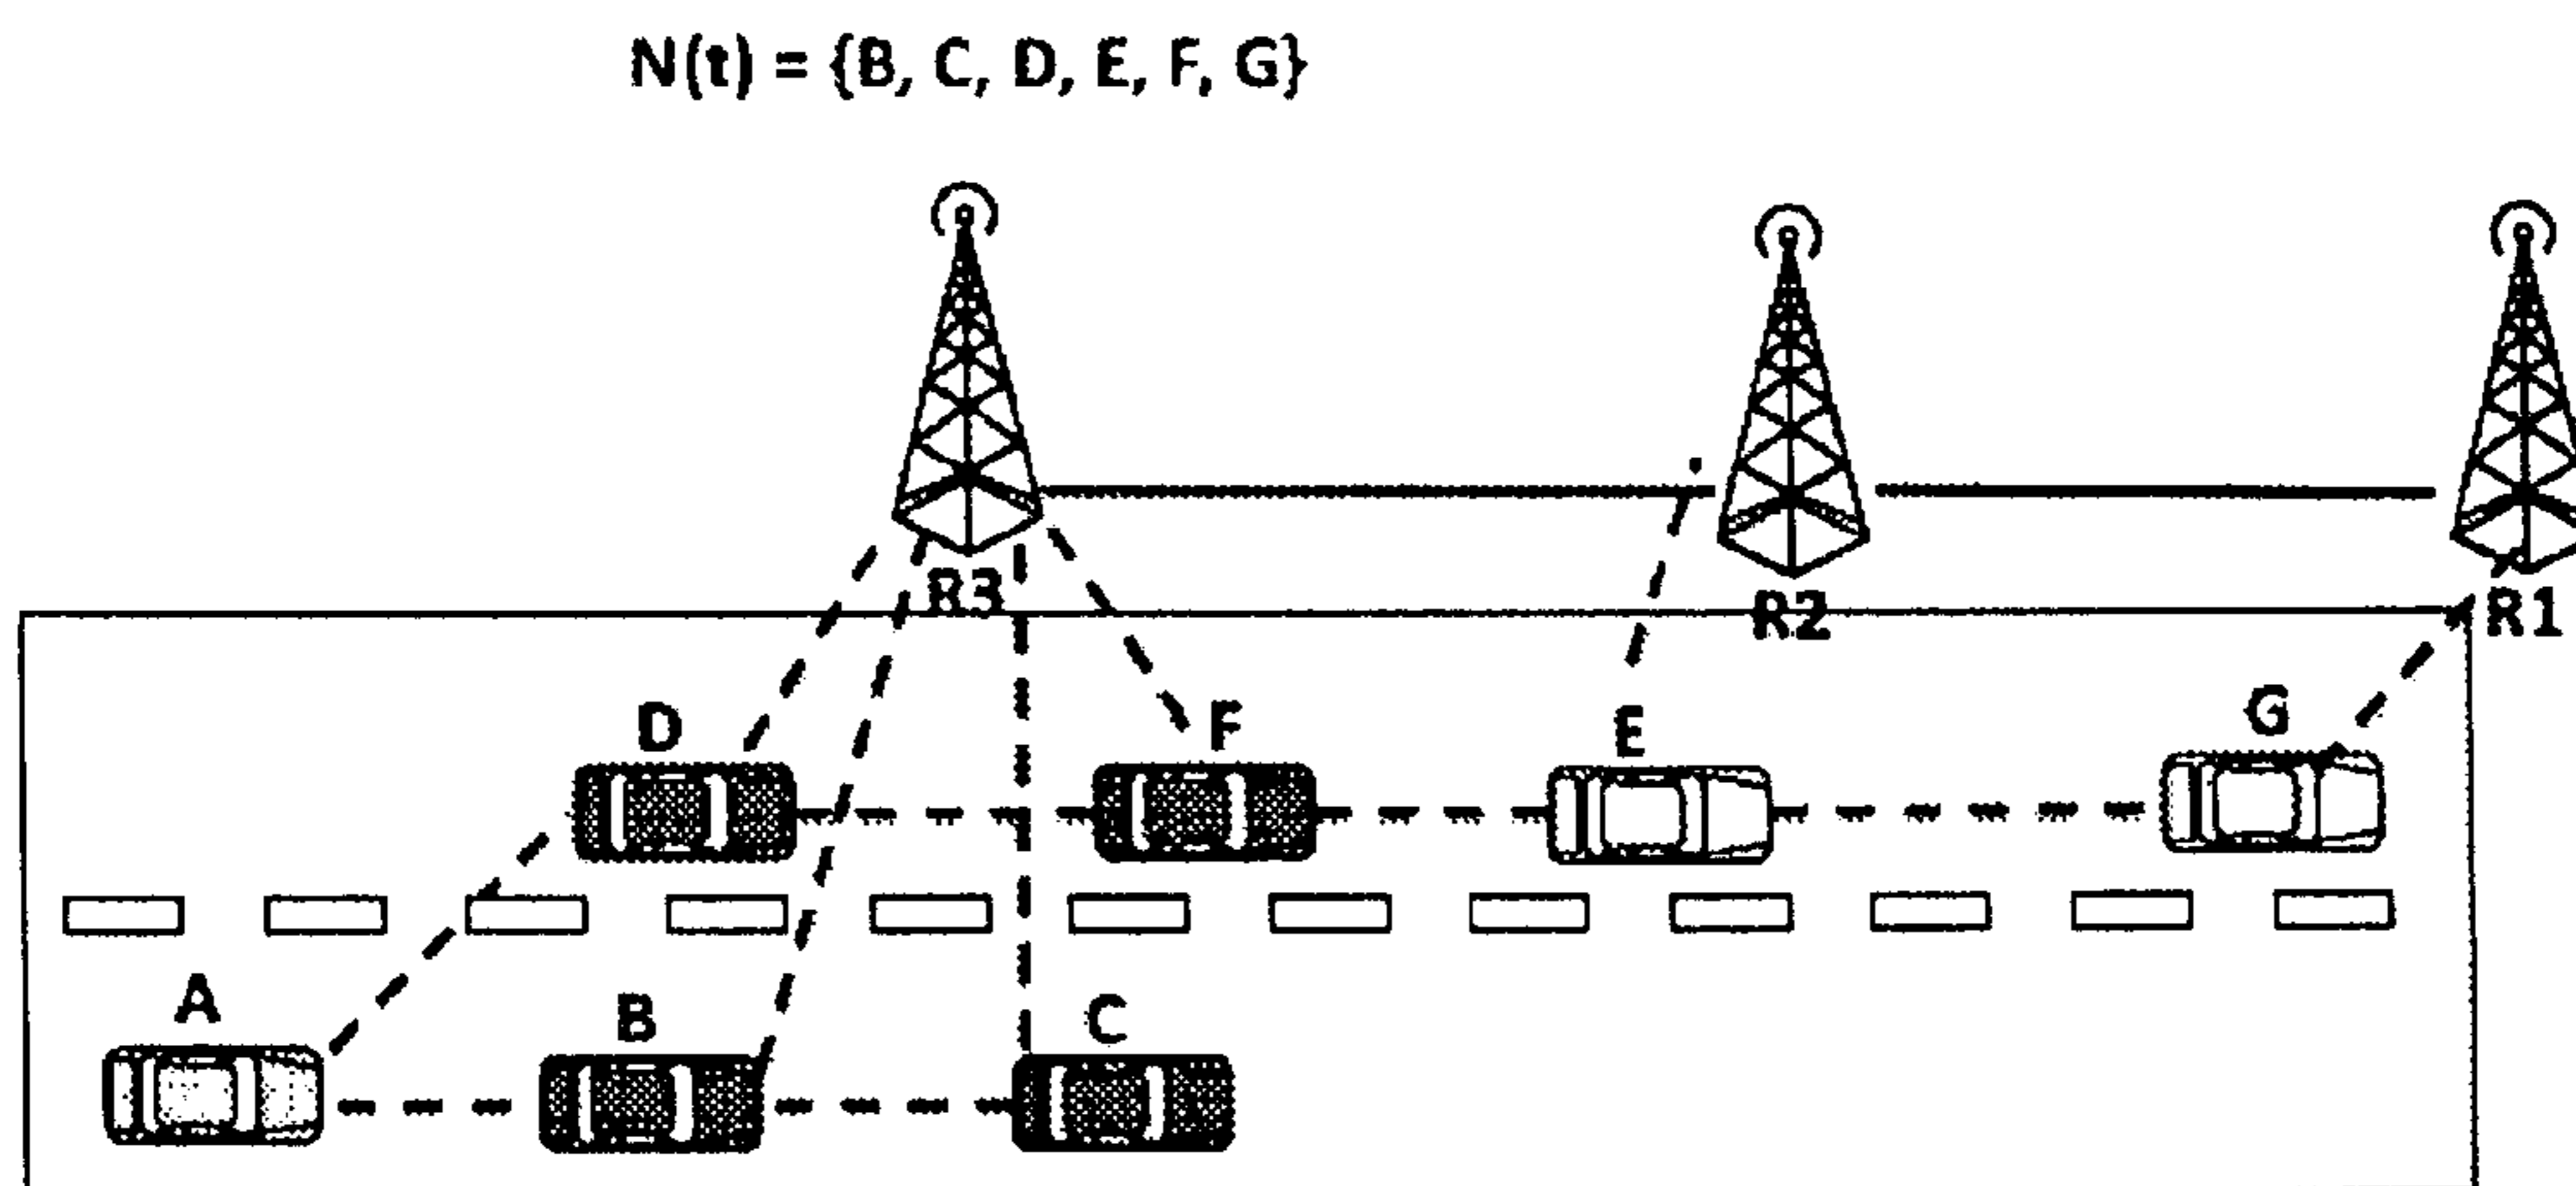 N(t) = {B, C, D, E, F, G}
R3
R2
R1
D
F
E
G
A
B
C